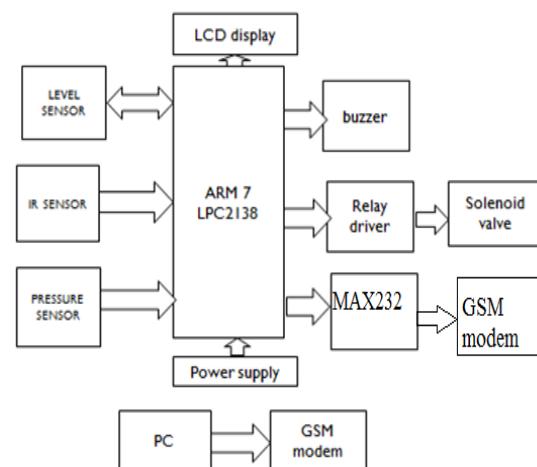 LCD display
LEVEL
SENSOR
buzzer
IR SENSOR
ARM 7
LPC2138
Relay
driver
Solenoid
valve
PRESSURE
SENSOR
MAX232
GSM
modem
Power supply
PC
GSM
modem